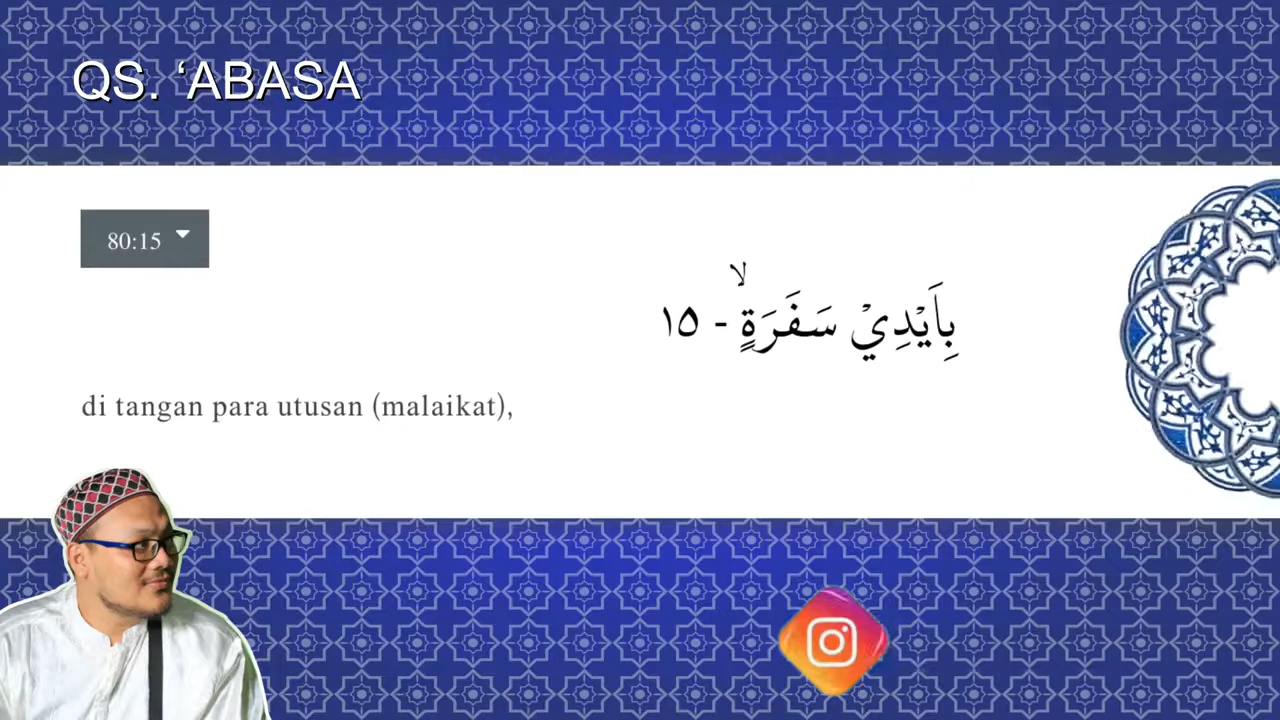 QS. ‘ABASA
80:15
بِاَيْدِيْ سَفَرَةٍۙ - ١٥
di tangan para utusan (malaikat),